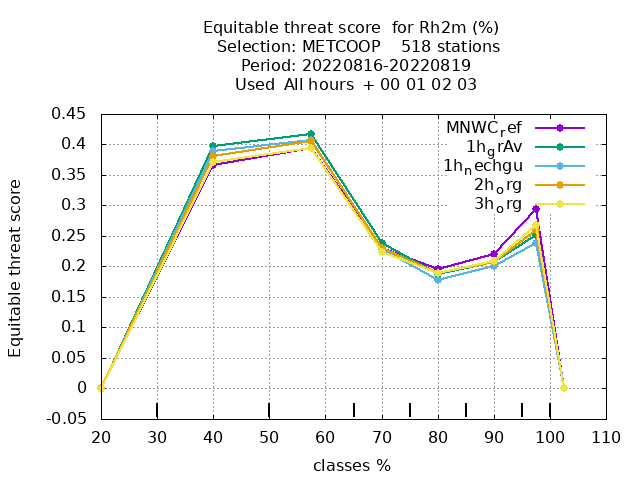 Equitable threat score  for Rh2m (%)
Selection: METCOOP    518 stations
Period: 20220816-20220819
Used  All hours  + 00 01 02 03
Equitable threat score
0.45
0.4
0.35
0.3
0.25
0.2
0.15
0.1
0.05
0
-0.05
MNWC_ref
1h_grAv
1h_nechgu
2h_org
3h_org
20 30 40 50 60 70 80 90 100 110
classes %